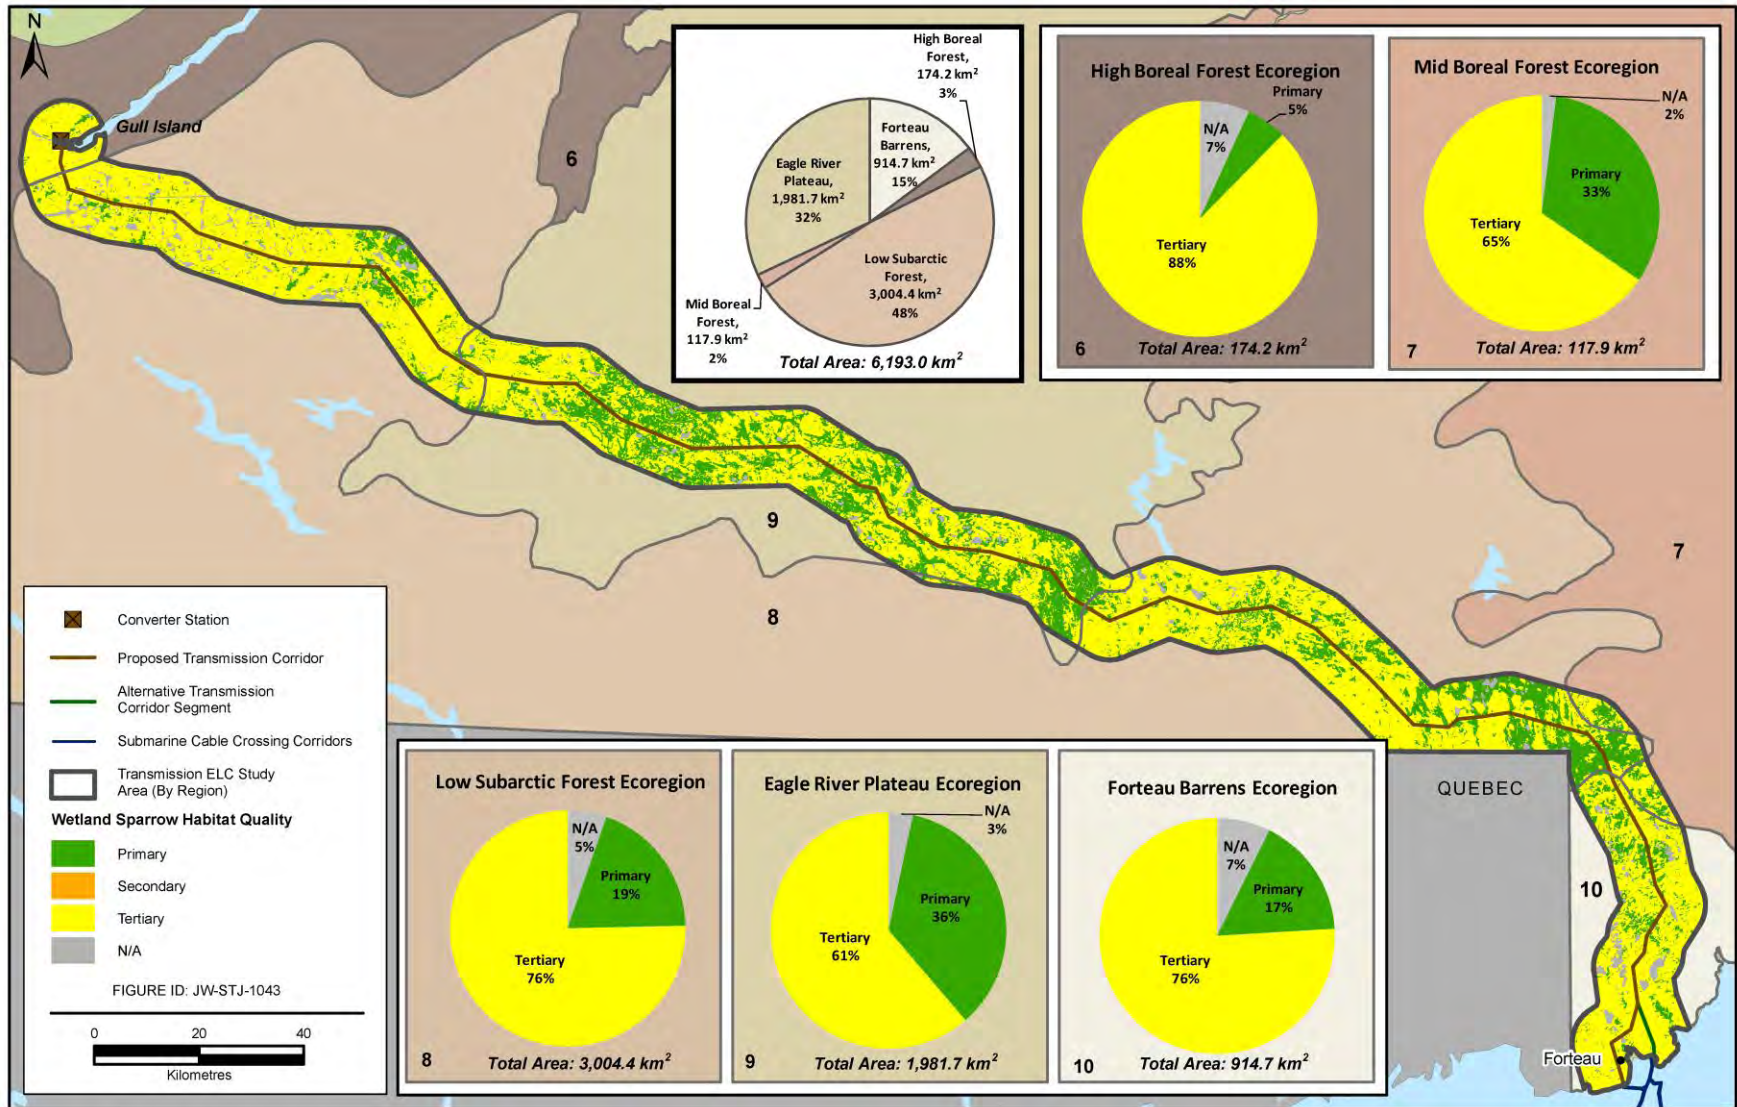 N
Gull Island
6
High Boreal
Forest,
174.2 km²
3%
Forteau
Barrens,
914.7 km²
15%
Eagle River
Plateau,
1,981.7 km²
32%
Low Subarctic
Forest,
3,004.4 km²
48%
Mid Boreal
Forest,
117.9 km²
2%
Total Area: 6,193.0 km²
High Boreal Forest Ecoregion
Primary
5%
N/A
7%
Tertiary
88%
6
Total Area: 174.2 km²
Mid Boreal Forest Ecoregion
N/A
2%
Primary
33%
Tertiary
65%
7
Total Area: 117.9 km²
9
8
7
Converter Station
Proposed Transmission Corridor
Alternative Transmission
Corridor Segment
Submarine Cable Crossing Corridors
Transmission ELC Study
Area (By Region)
Wetland Sparrow Habitat Quality
Primary
Secondary
Tertiary
N/A
FIGURE ID: JW-STJ-1043
0 20 40
Kilometres
Low Subarctic Forest Ecoregion
N/A
5%
Primary
19%
Tertiary
76%
8
Total Area: 3,004.4 km²
Eagle River Plateau Ecoregion
N/A
3%
Primary
36%
Tertiary
61%
9
Total Area: 1,981.7 km²
Forteau Barrens Ecoregion
N/A
7%
Primary
17%
Tertiary
76%
10
Total Area: 914.7 km²
QUEBEC
10
Forteau